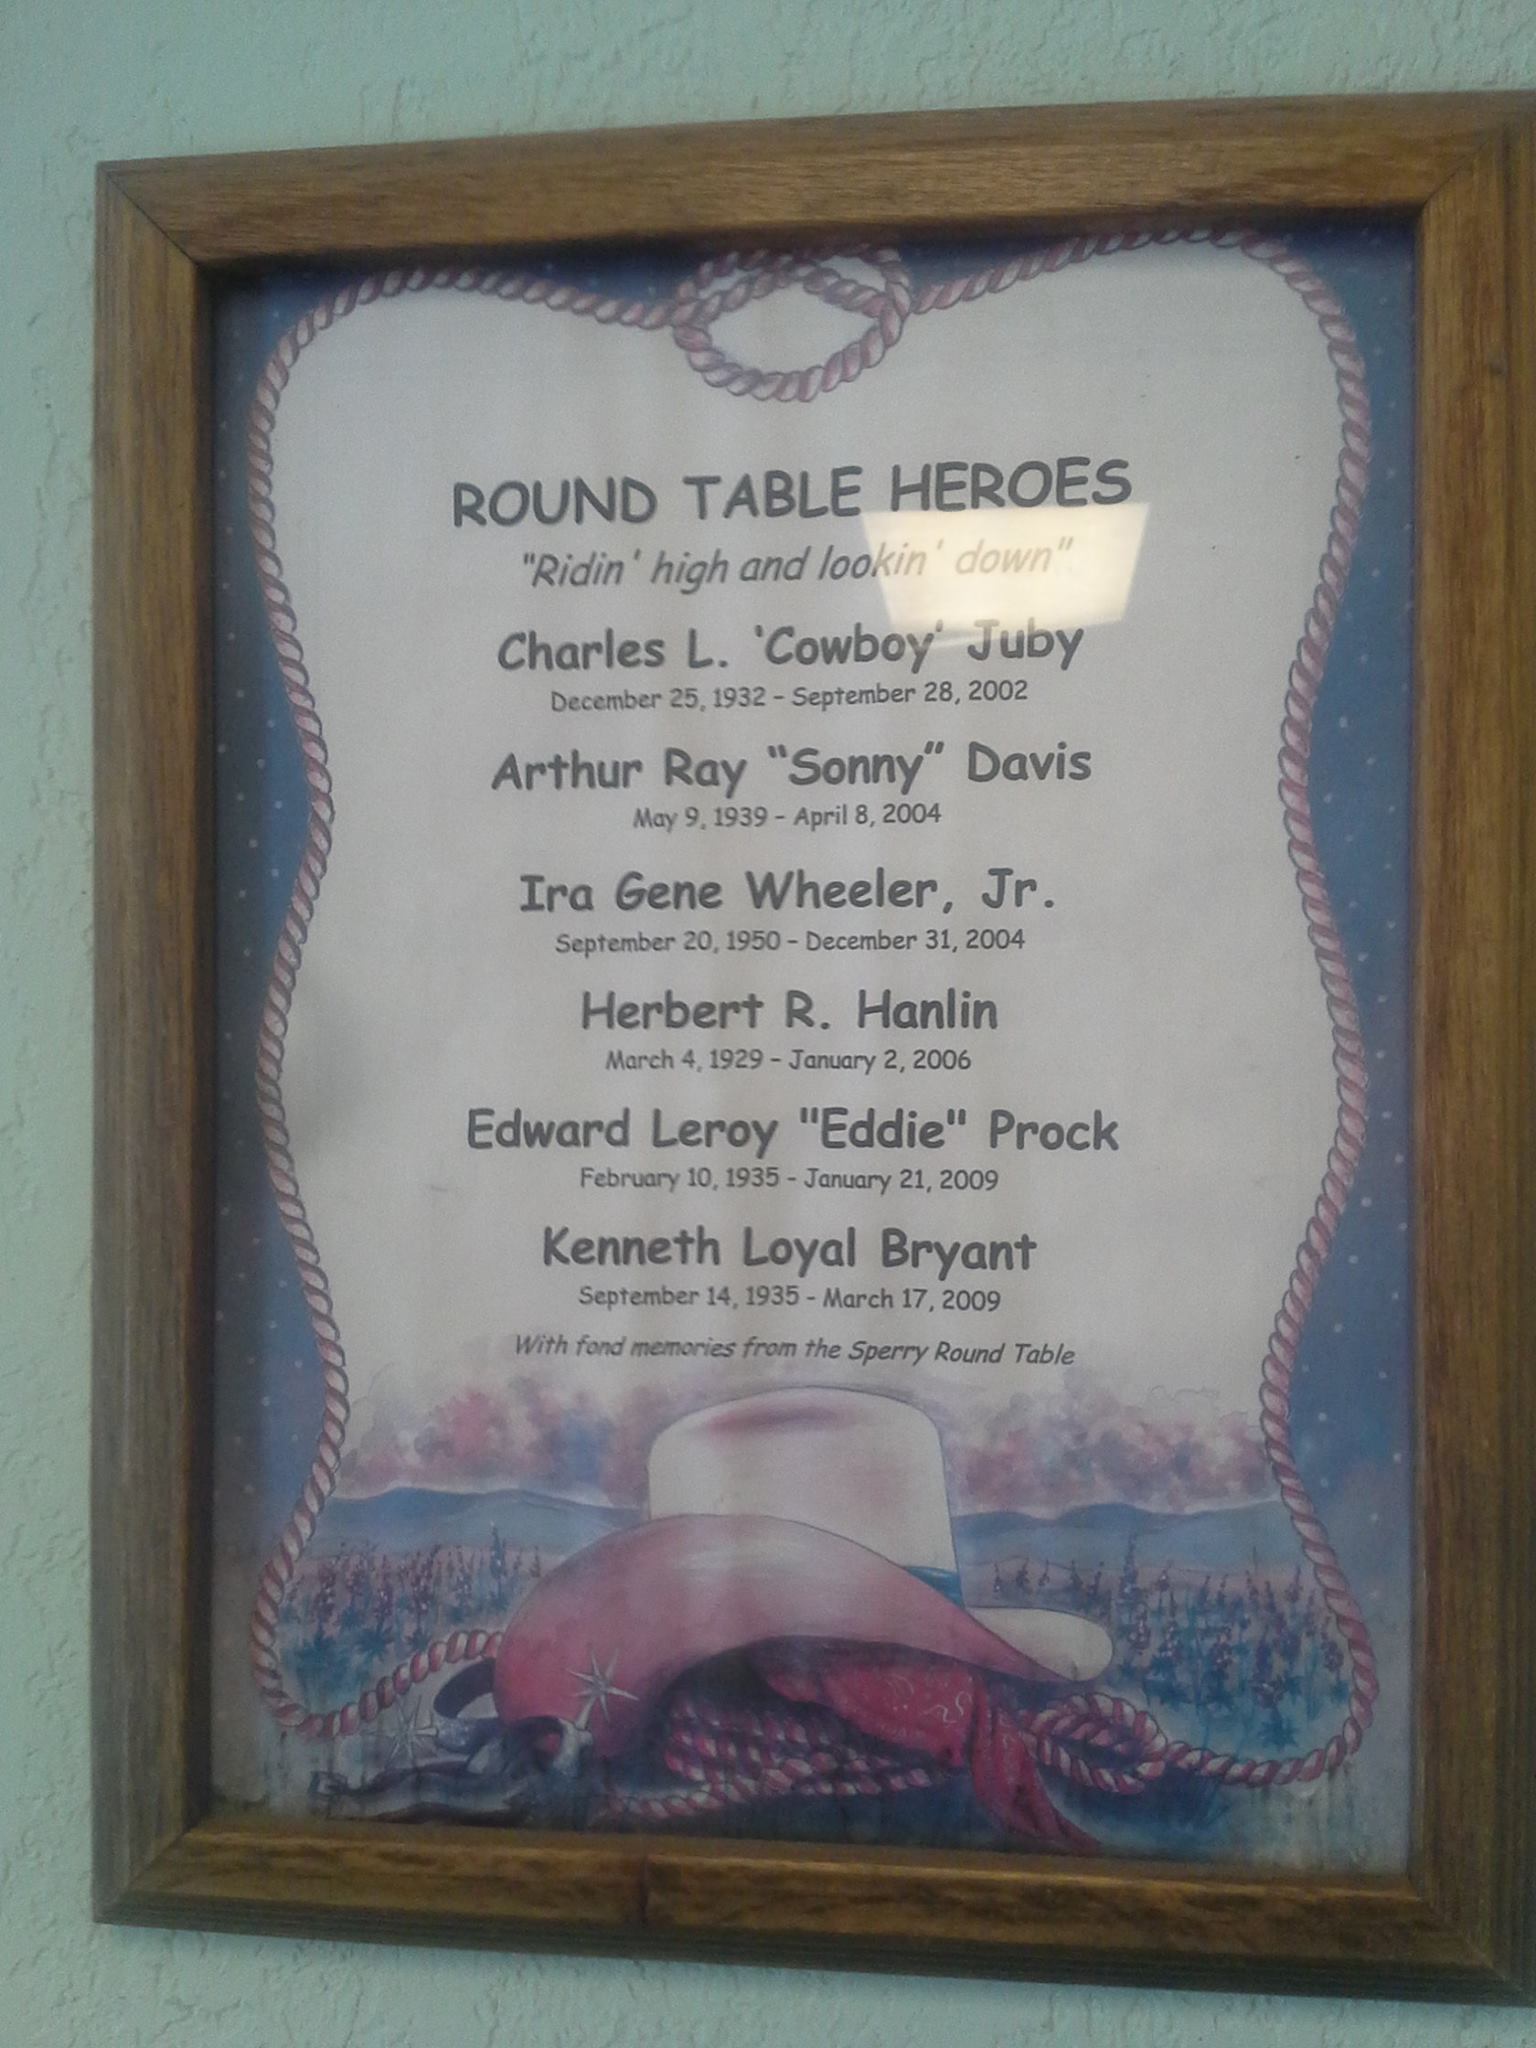 ROUND TABLE HEROES
"Ridin' high and lookin' down"
Charles L. 'Cowboy' Juby
December 25, 1932 – September 28, 2002
Arthur Ray “Sonny” Davis
May 9, 1939 – April 8, 2004
Ira Gene Wheeler, Jr.
September 20, 1950 – December 31, 2004
Herbert R. Hanlin
March 4, 1929 – January 2, 2006
Edward Leroy "Eddie" Prock
February 10, 1935 - January 21, 2009
Kenneth Loyal Bryant
September 14, 1935 - March 17, 2009
With fond memories from the Sperry Round Table